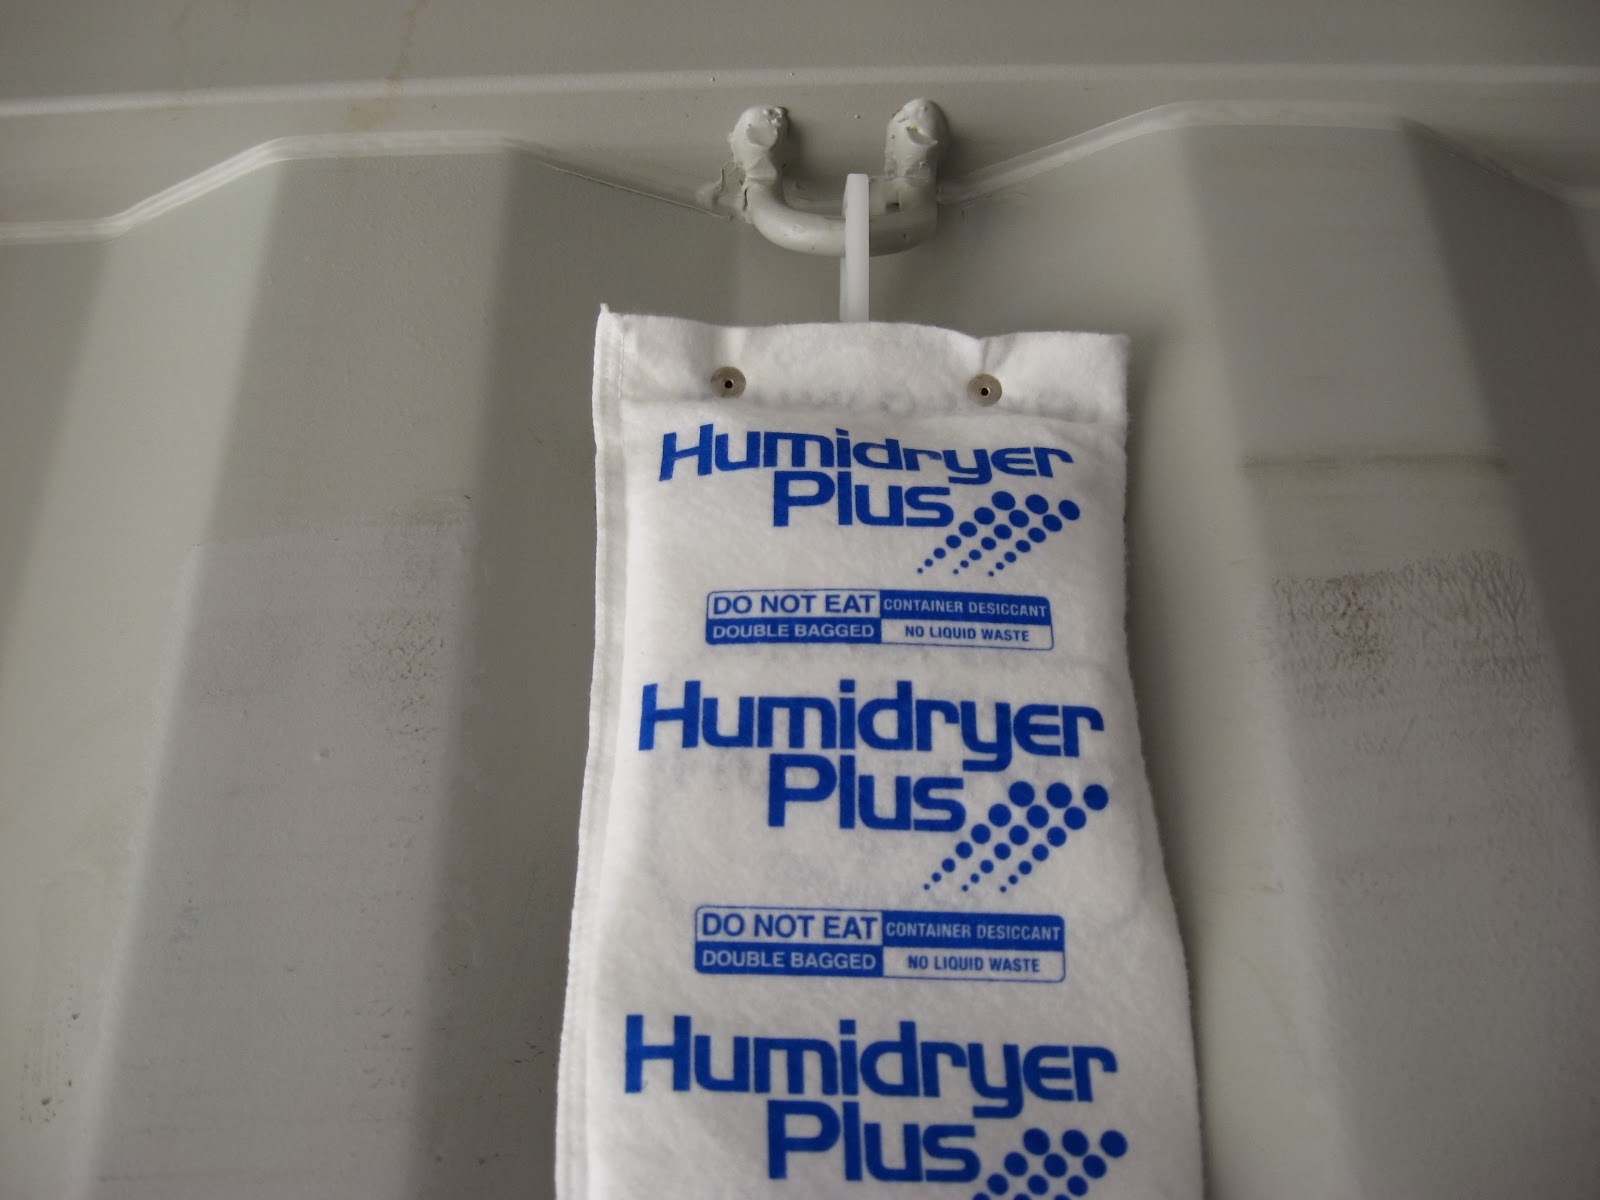 Humidryer
Plus
DO NOT EAT CONTAINER DESICCANT
DOUBLE BAGGED NO LIQUID WASTE
Humidryer
Plus
DO NOT EAT CONTAINER DESICCANT
DOUBLE BAGGED NO LIQUID WASTE
Humidryer
Plus